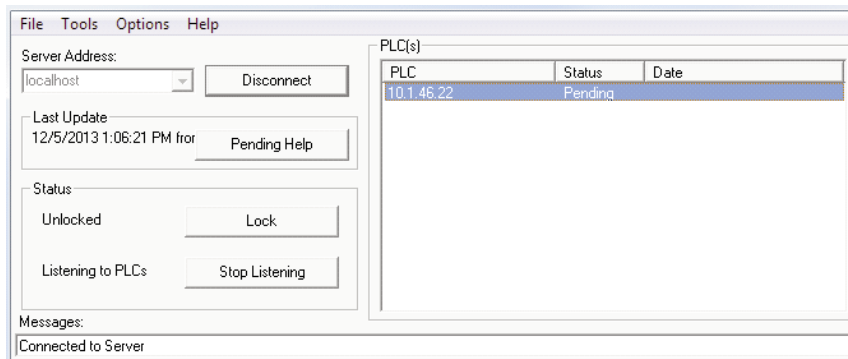 File Tools Options Help
Server Address:
localhost
Disconnect
Last Update
12/5/2013 1:06:21 PM from
Pending Help
Status
Unlocked
Lock
Listening to PLCs
Stop Listening
PLC(s)
PLC Status Date
10.1.46.22 Pending
Messages:
Connected to Server